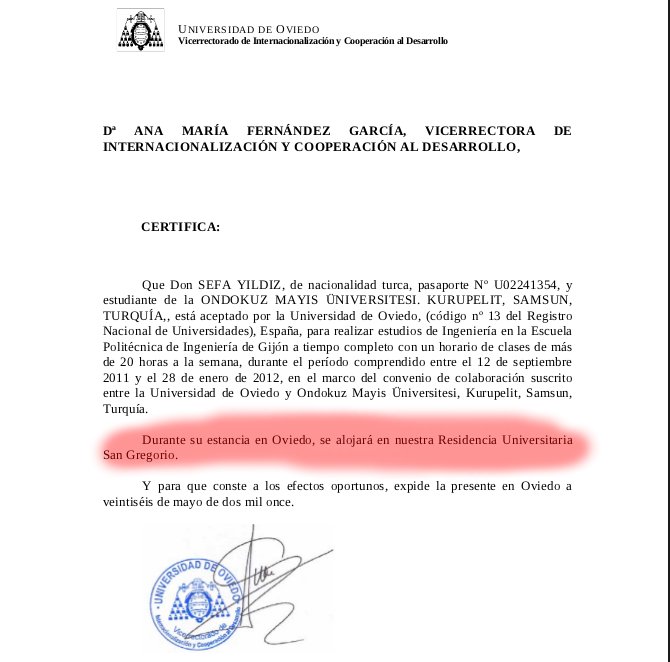 UNIVERSIDAD DE OVIEDO
Vicerrectorado de Internacionalización y Cooperación al Desarrollo
Dª ANA MARÍA FERNÁNDEZ GARCÍA, VICERRECTORA DE
INTERNACIONALIZACIÓN Y COOPERACIÓN AL DESARROLLO,
CERTIFICA:
Que Don SEFA YILDIZ, de nacionalidad turca, pasaporte Nº U02241354, y
estudiante de la ONDOKUZ MAYIS ÜNIVERSITESI. KURUPELIT, SAMSUN,
TURQUÍA,, está aceptado por la Universidad de Oviedo, (código nº 13 del Registro
Nacional de Universidades), España, para realizar estudios de Ingeniería en la Escuela
Politécnica de Ingeniería de Gijón a tiempo completo con un horario de clases de más
de 20 horas a la semana, durante el período comprendido entre el 12 de septiembre
2011 y el 28 de enero de 2012, en el marco del convenio de colaboración suscrito
entre la Universidad de Oviedo y Ondokuz Mayis Üniversitesi, Kurupelit, Samsun,
Turquía.
Durante su estancia en Oviedo, se alojará en nuestra Residencia Universitaria
San Gregorio.
Y para que conste a los efectos oportunos, expide la presente en Oviedo a
veintiséis de mayo de dos mil once.
UNIVERSIDAD DE OVIEDO
Vicerrectorado de
Internacionalización y Cooperación al Desarrollo